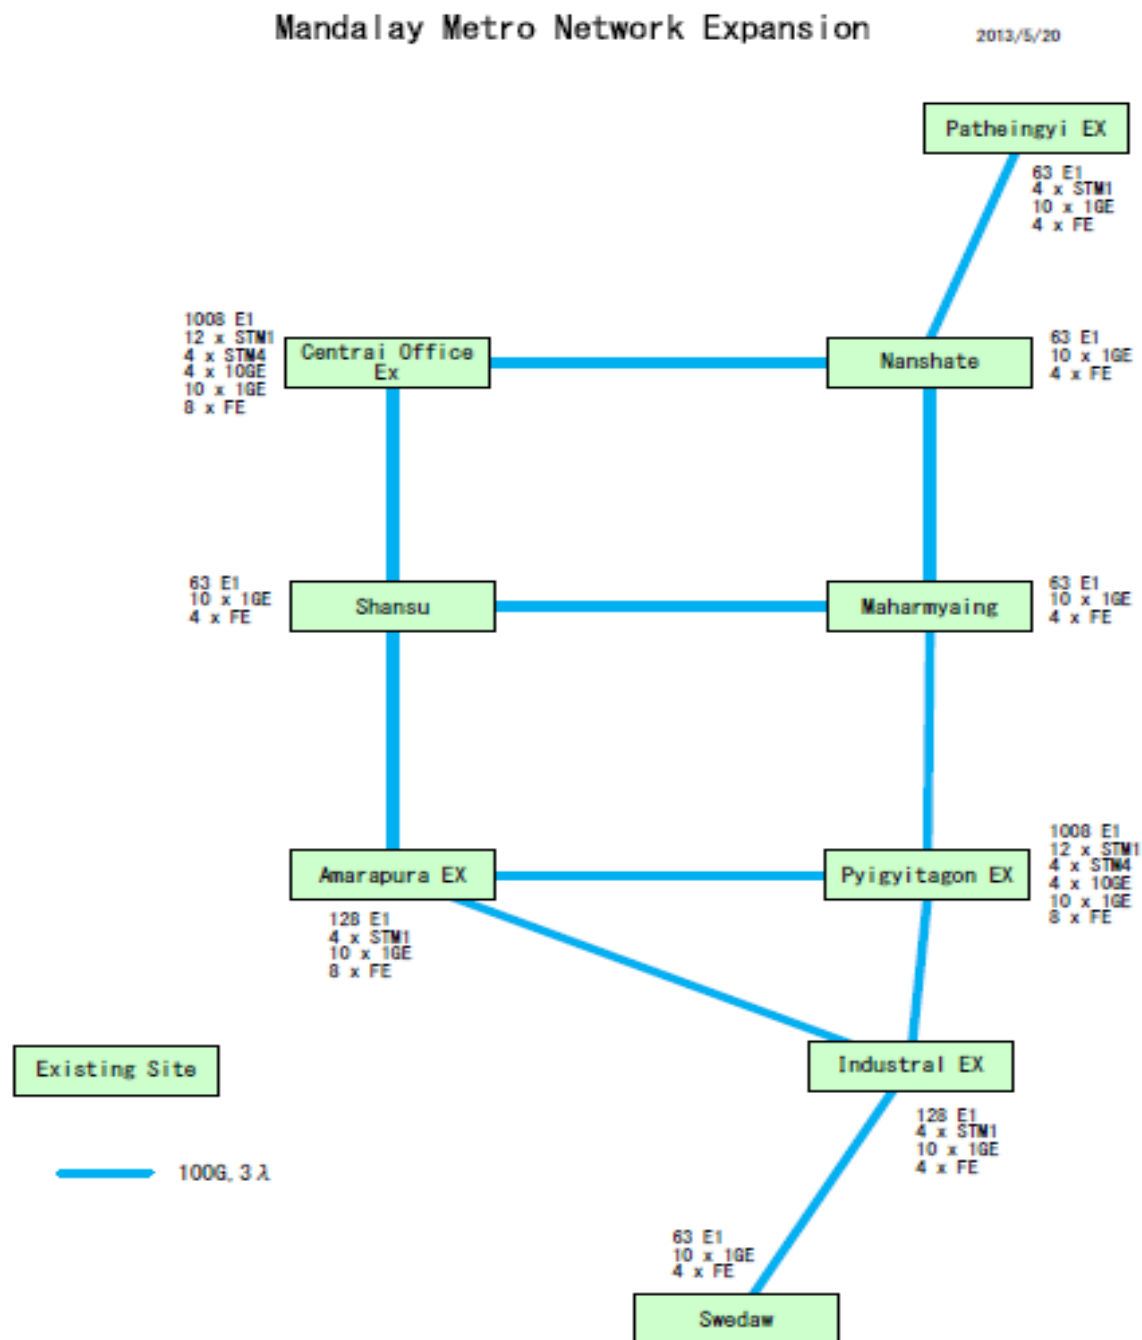 Mandalay Metro Network Expansion
2013/5/20
Patheingyi EX
63 E1
4 x STM1
10 x 1GE
4 x FE
1008 E1
12 x STM1
4 x STM4
4 x 10GE
10 x 1GE
8 x FE
Centrai Office
Ex
Nanshate
63 E1
10 x 1GE
4 x FE
63 E1
10 x 1GE
4 x FE
Shansu
Maharmyaing
63 E1
10 x 1GE
4 x FE
Amarapura EX
128 E1
4 x STM1
10 x 1GE
8 x FE
Pyigyitagon EX
1008 E1
12 x STM1
4 x STM4
4 x 10GE
10 x 1GE
8 x FE
Existing Site
100G, 3λ
Industral EX
128 E1
4 x STM1
10 x 1GE
4 x FE
63 E1
10 x 1GE
4 x FE
Swedaw